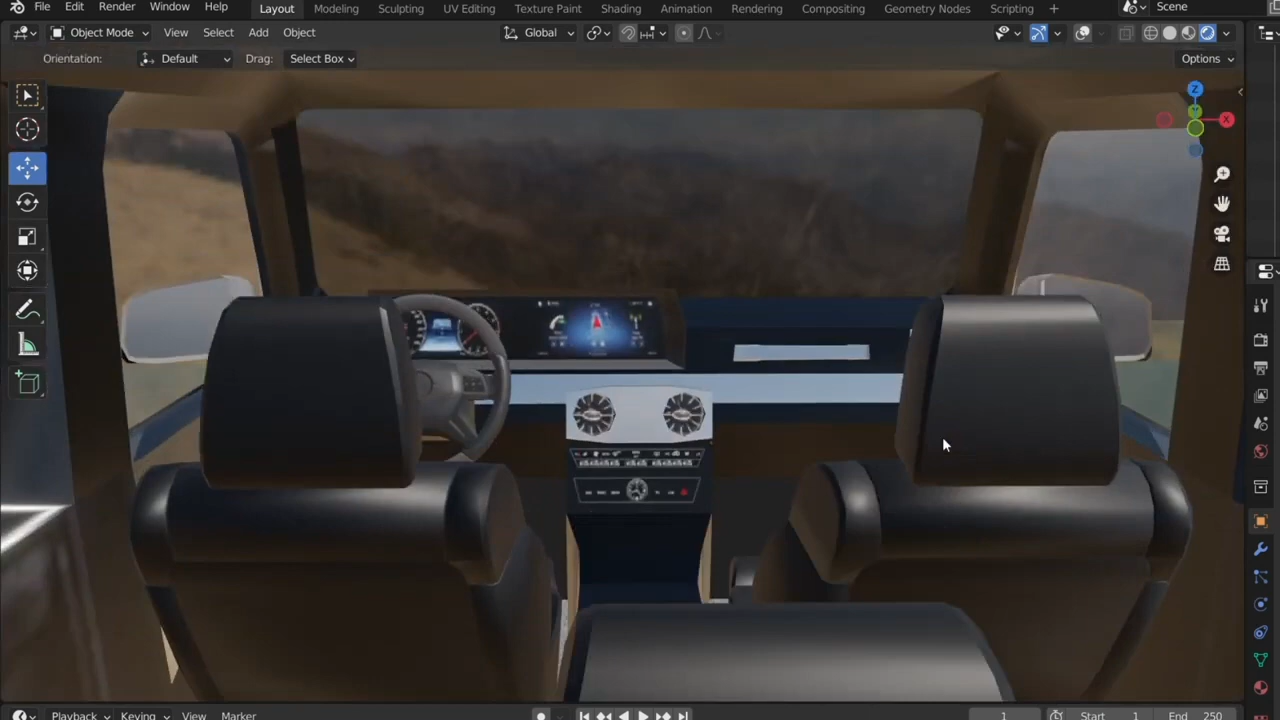 File Edit Render Window Help Layout Modeling Sculpting UV Editing Texture Paint Shading Animation Rendering Compositing Geometry Nodes Scripting + Scene
Object Mode View Select Add Object Global
Orientation: Default Drag: Select Box Options
Z
X
Playback Keying View Marker 1 Start 1 End 250